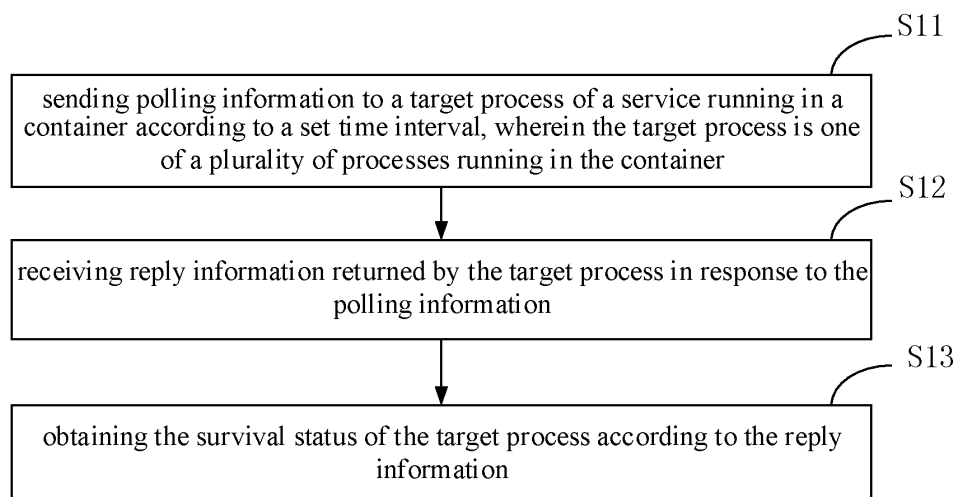 S11
sending polling information to a target process of a service running in a
container according to a set time interval, wherein the target process is one
of a plurality of processes running in the container
S12
receiving reply information returned by the target process in response to the
polling information
S13
obtaining the survival status of the target process according to the reply
information